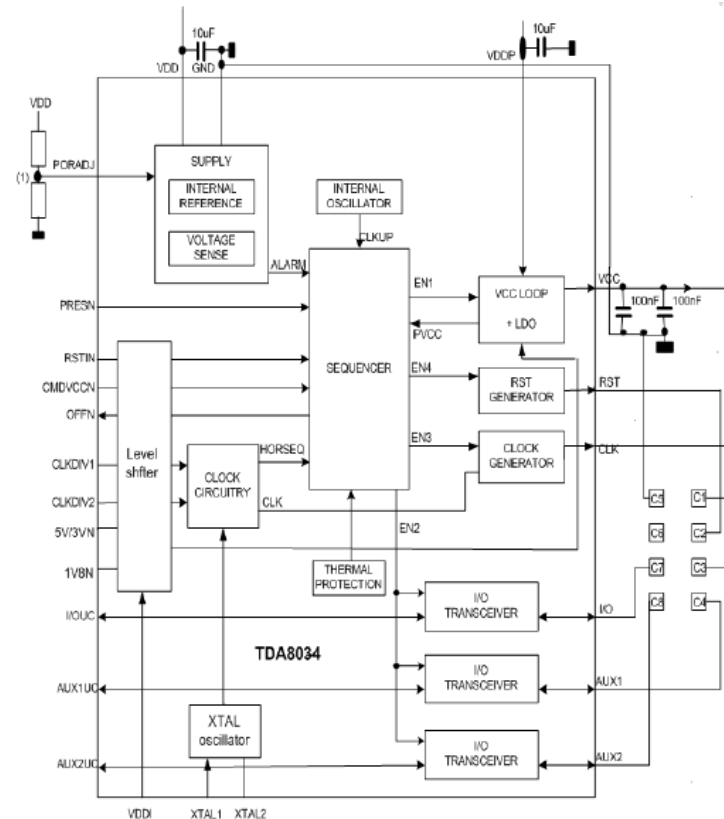 10uF
10uF
VDD
GND
VDDP
VDD
PORADJ
(1)
SUPPLY
INTERNAL
REFERENCE
VOLTAGE
SENSE
INTERNAL
OSCILLATOR
CLKUP
ALARM
EN1
VCC LOOP
+ LDO
VCC
100nF
100nF
PRESN
PVCC
RSTIN
SEQUENCER
CMDVCCN
EN4
RST
GENERATOR
RST
OFFN
EN3
Level
shfter
HORSEQ
CLOCK
GENERATOR
CLK
CLKDIV1
CLOCK
CIRCUITRY
CLKDIV2
CLK
C5
C1
5V/3VN
EN2
C6
C2
THERMAL
PROTECTION
C7
C3
1V8N
I/O
TRANSCEIVER
C8
C4
I/OUC
I/O
TDA8034
I/O
TRANSCEIVER
AUX1UC
AUX1
XTAL
oscillator
I/O
TRANSCEIVER
AUX2UC
AUX2
VDDI
XTAL1
XTAL2